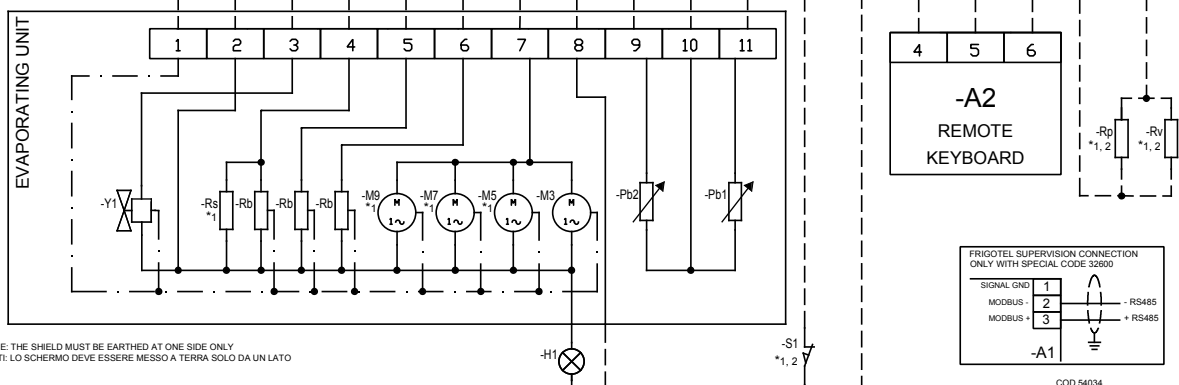 EVAPORATING UNIT
1 2 3 4 5 6 7 8 9 10 11
-Y1
-Rs
*1
-Rb
-Rb
-Rb
-M9
*1
M
1~
-M7
*1
M
1~
-M5
*1
M
1~
-M3
M
1~
-Pb2
-Pb1
E: THE SHIELD MUST BE EARTHED AT ONE SIDE ONLY
TI: LO SCHERMO DEVE ESSERE MESSO A TERRA SOLO DA UN LATO
-H1
-S1
*1, 2
4 5 6
-A2
REMOTE
KEYBOARD
-Rp
*1, 2
-Rv
*1, 2
FRIGOTEL SUPERVISION CONNECTION
ONLY WITH SPECIAL CODE 32600
SIGNAL GND 1
MODBUS - 2 - RS485
MODBUS + 3 + RS485
-A1
COD 54034